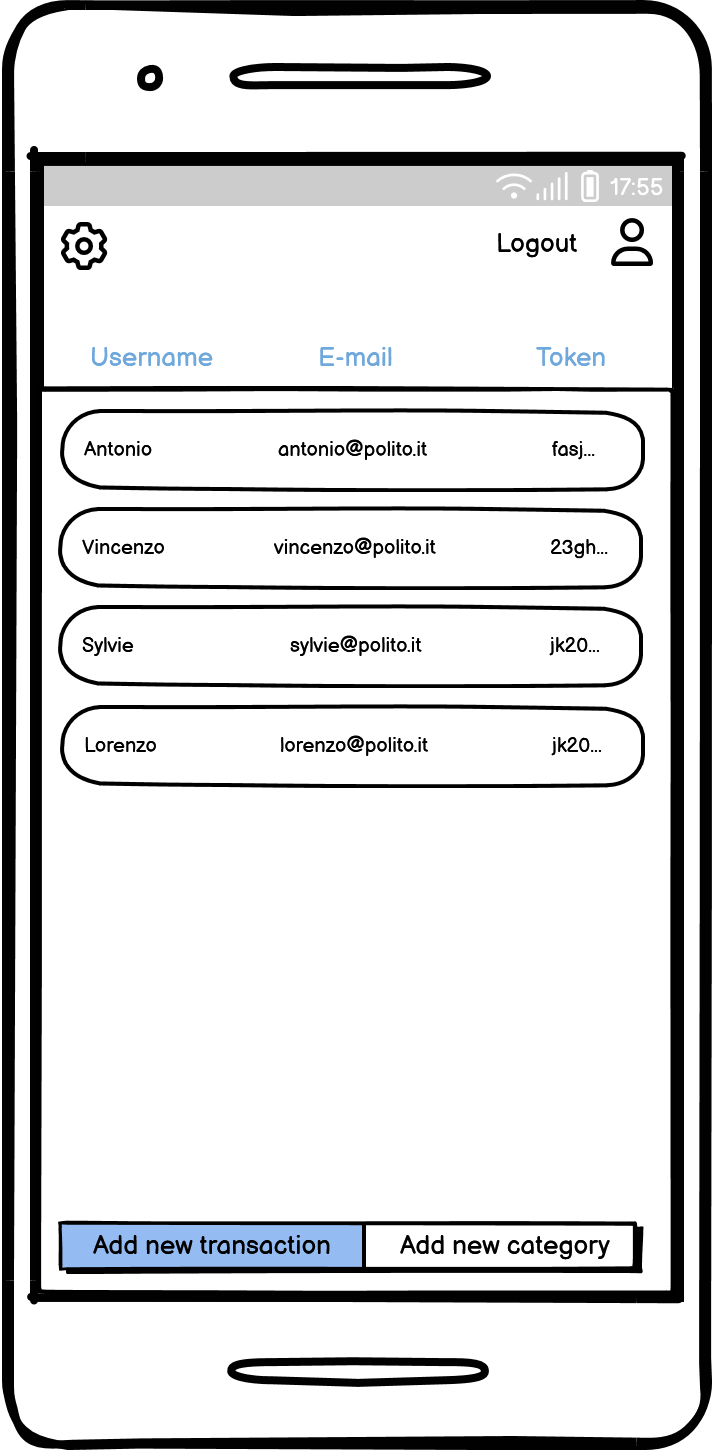 17:55
Logout
Username E-mail Token
Antonio antonio@polito.it fasj...
Vincenzo vincenzo@polito.it 23gh...
Sylvie sylvie@polito.it jk20...
Lorenzo lorenzo@polito.it jk20...
Add new transaction Add new category